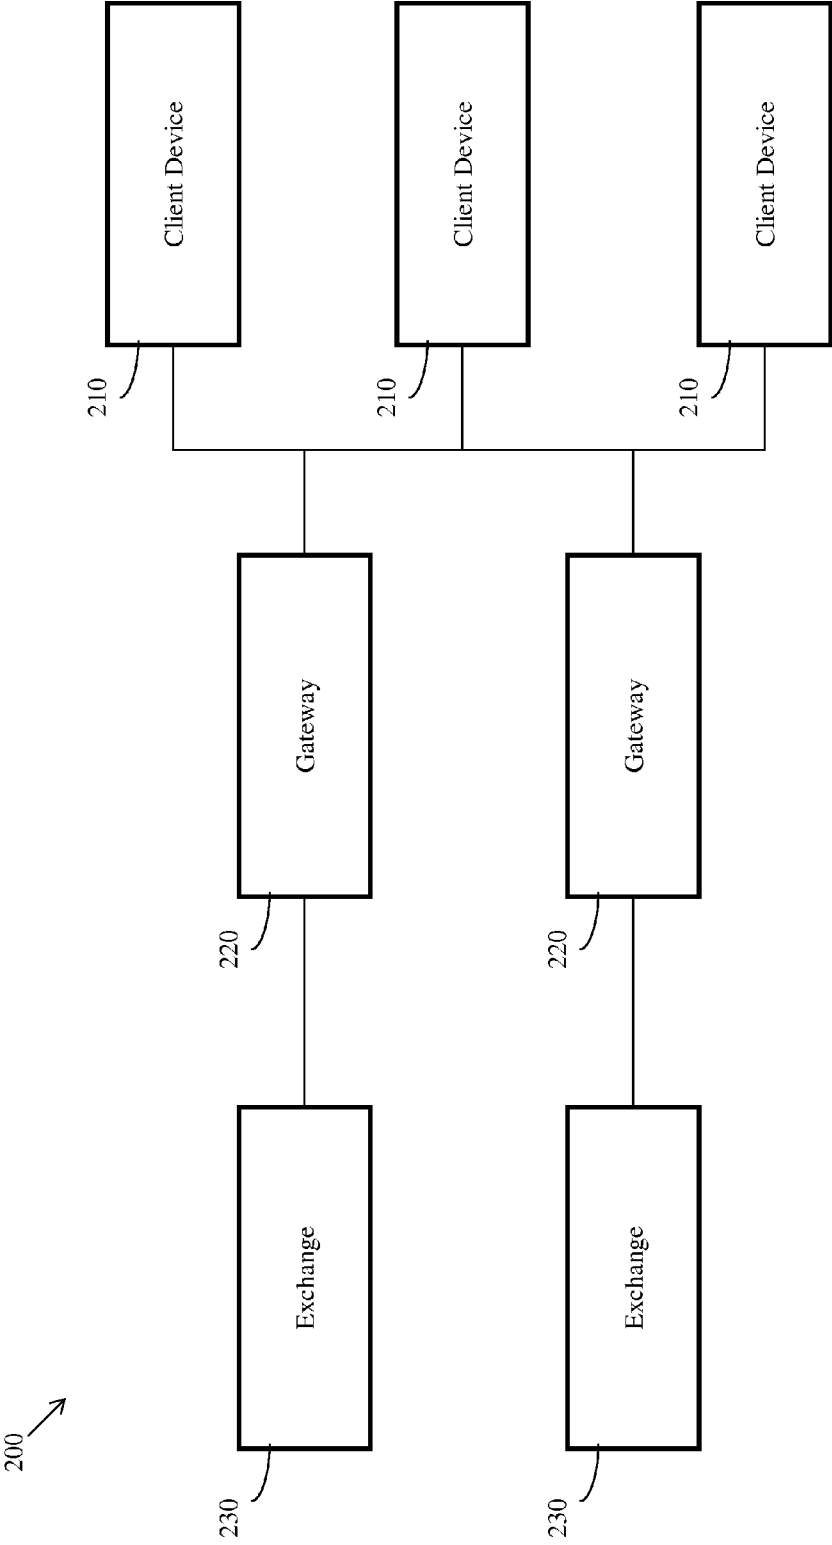 200
210
Client Device
230
220
Exchange
Gateway
210
Client Device
230
220
Exchange
Gateway
210
Client Device